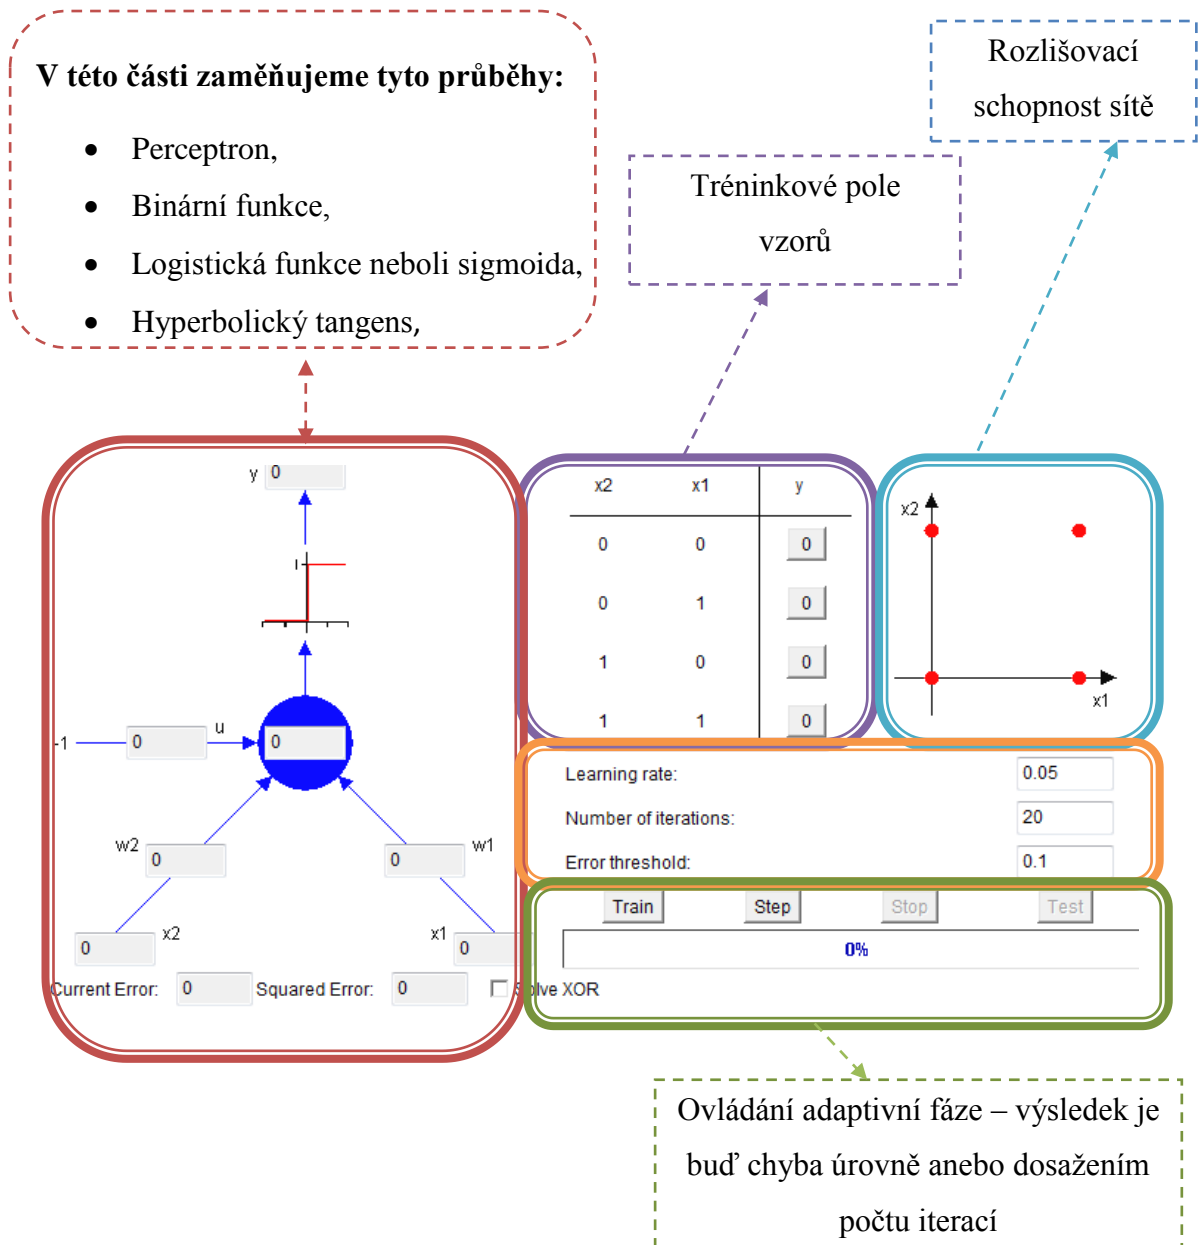 V této části zaměňujeme tyto průběhy:
• Perceptron,
• Binární funkce,
• Logistická funkce neboli sigmoida,
• Hyperbolický tangens,
Tréninkové pole
vzorů
Rozlišovací
schopnost sítě
y 0
-1 0 u 0
w2 0 0 w1
0 x2 x1 0
Current Error: 0 Squared Error: 0
x2 x1 y
0 0 0
0 1 0
1 0 0
1 1 0
x2
x1
Learning rate: 0.05
Number of iterations: 20
Error threshold: 0.1
Train Step Stop Test
0%
Solve XOR
Ovládání adaptivní fáze – výsledek je
buď chyba úrovně anebo dosažením
počtu iterací